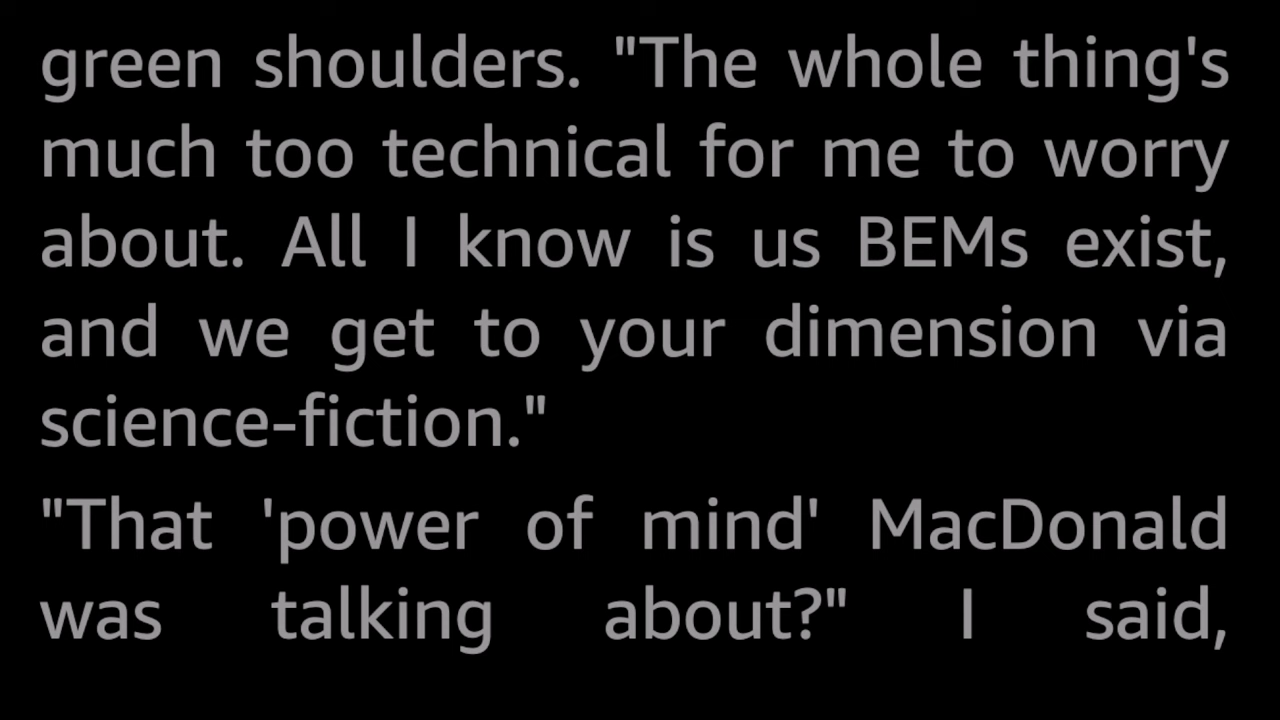 green shoulders. "The whole thing's
much too technical for me to worry
about. All I know is us BEMs exist,
and we get to your dimension via
science-fiction."
"That 'power of mind' MacDonald
was talking about?" I said,